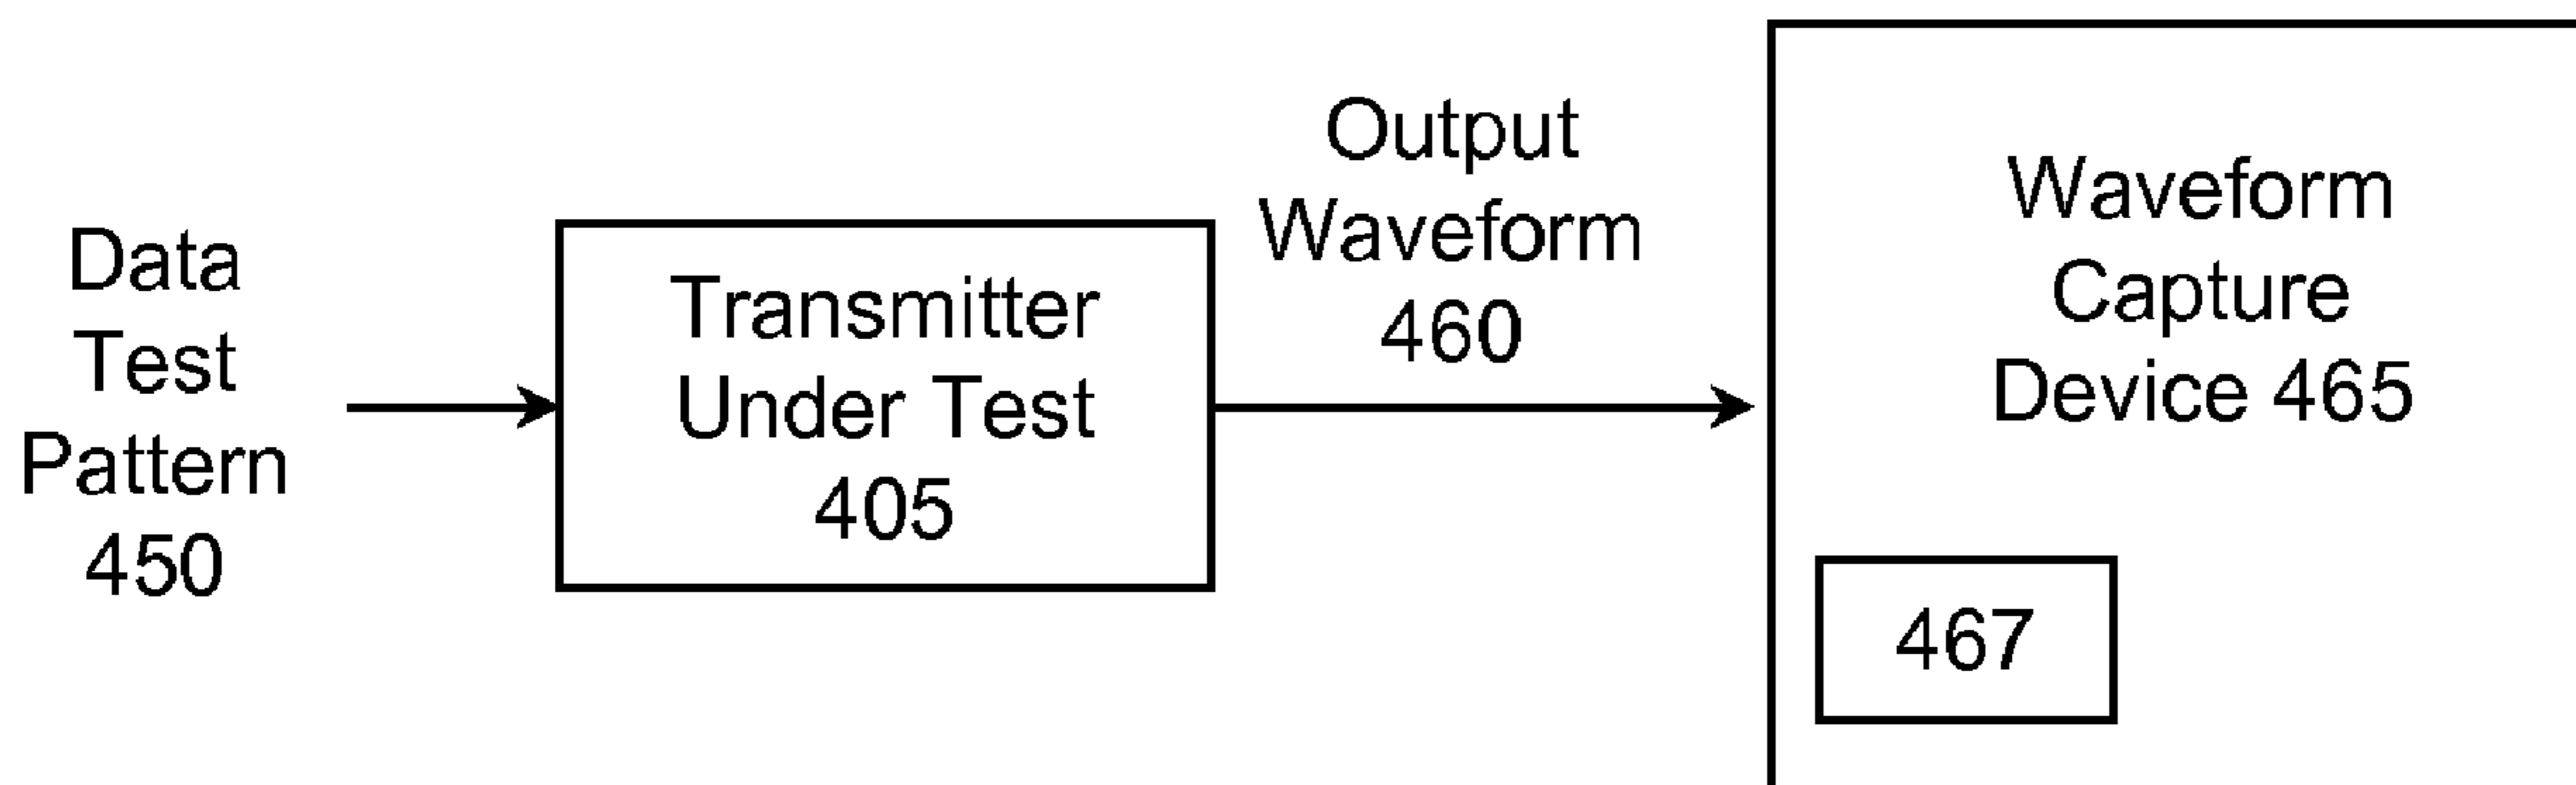 Data
Test
Pattern
450
Transmitter
Under Test
405
Output
Waveform
460
Waveform
Capture
Device 465
467